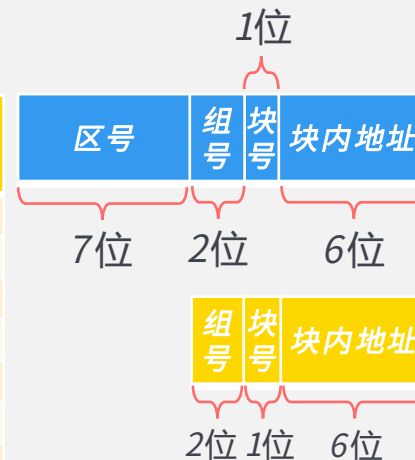 1位
区号 组号 块号 块内地址
7位 2位 6位
组号 块号 块内地址
2位 1位 6位